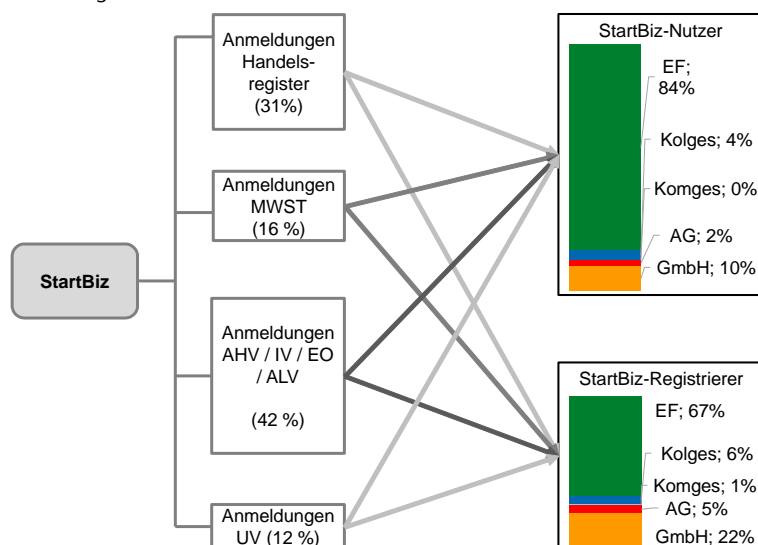 Anmeldungen
Handels-
register
(31%)
Anmeldungen
MWST
(16 %)
StartBiz
Anmeldungen
AHV / IV / EO
/ ALV
(42 %)
Anmeldungen
UV (12 %)
StartBiz-Nutzer
EF;
84%
Kolges; 4%
Komges; 0%
AG; 2%
GmbH; 10%
StartBiz-Registrierer
EF; 67%
Kolges; 6%
Komges; 1%
AG; 5%
GmbH; 22%